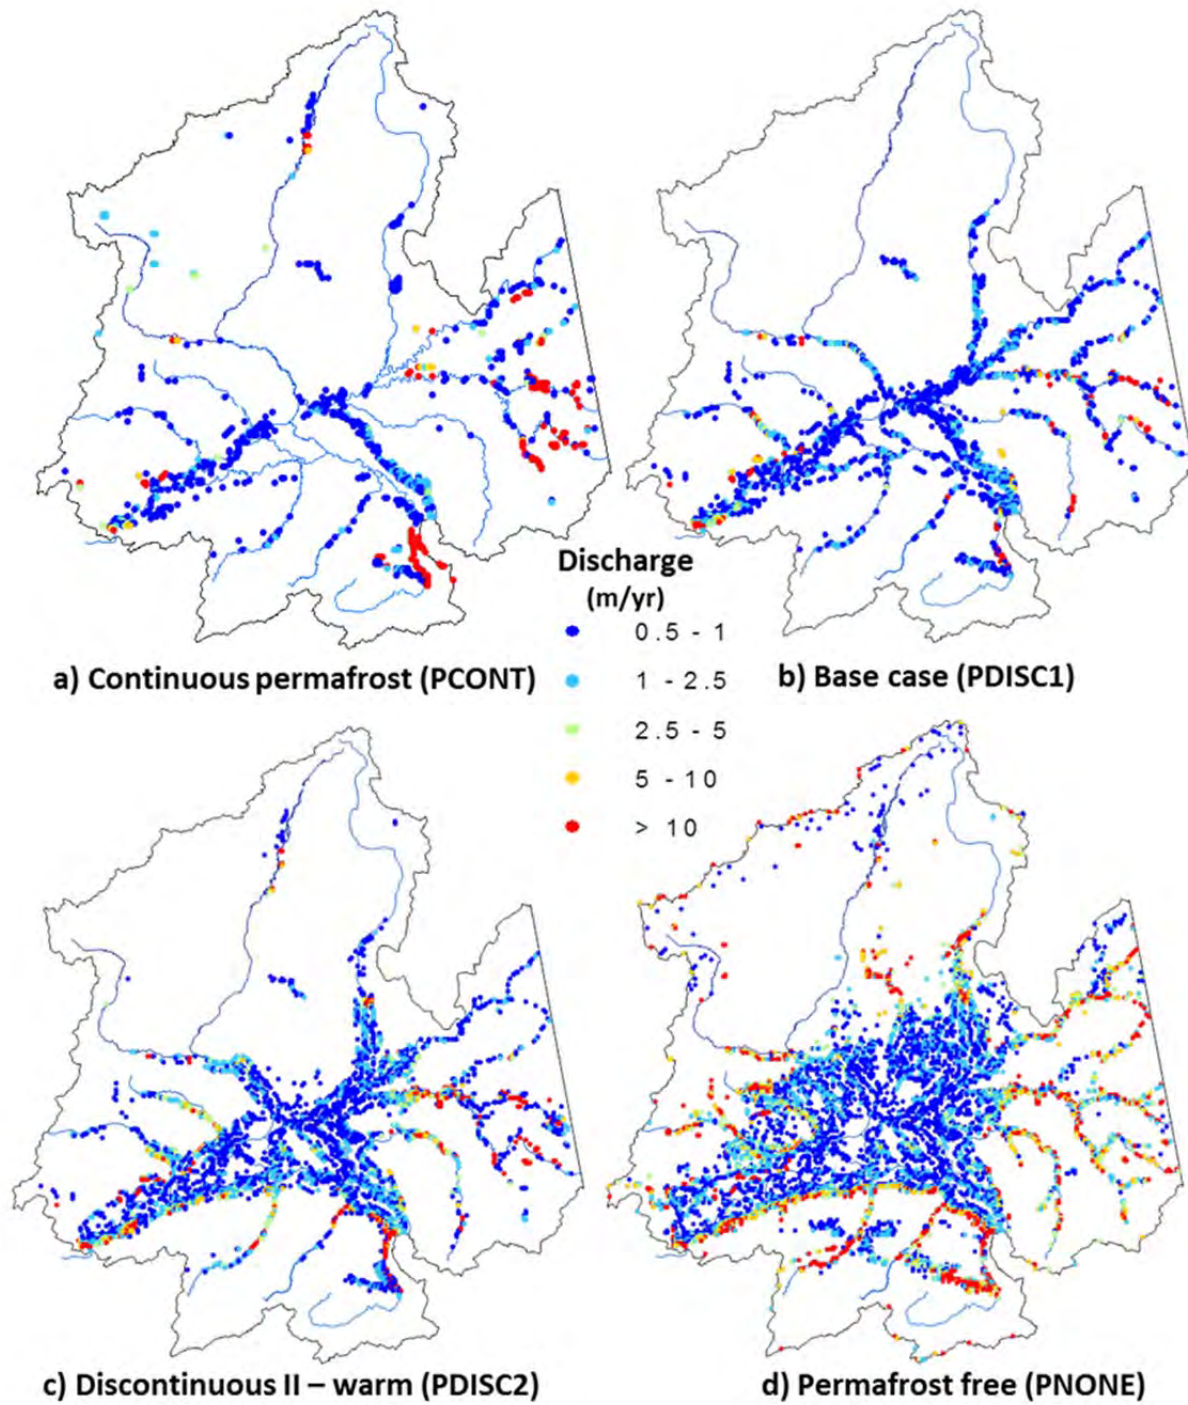 Discharge
(m/yr)
0.5 - 1
1 - 2.5
2.5 - 5
5 - 10
> 10
a) Continuous permafrost (PCONT)
b) Base case (PDISC1)
c) Discontinuous II – warm (PDISC2)
d) Permafrost free (PNONE)